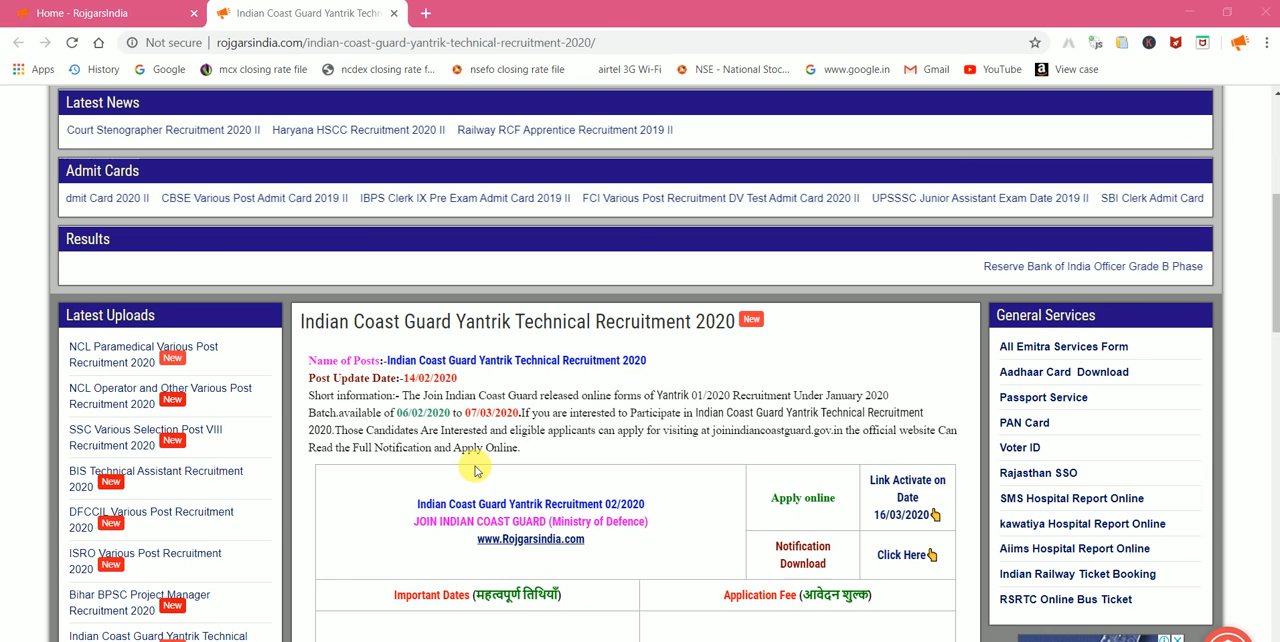 Home - RojgarsIndia
Indian Coast Guard Yantrik Techn
Not secure | rojgarsindia.com/indian-coast-guard-yantrik-technical-recruitment-2020/
Apps History Google mcx closing rate file ncdex closing rate f... nsefo closing rate file airtel 3G Wi-Fi NSE - National Stoc... www.google.in Gmail YouTube View case
Latest News
Court Stenographer Recruitment 2020 II Haryana HSCC Recruitment 2020 II Railway RCF Apprentice Recruitment 2019 II
Admit Cards
dmit Card 2020 II CBSE Various Post Admit Card 2019 II IBPS Clerk IX Pre Exam Admit Card 2019 II FCI Various Post Recruitment DV Test Admit Card 2020 II UPSSSC Junior Assistant Exam Date 2019 II SBI Clerk Admit Card
Results
Reserve Bank of India Officer Grade B Phase
Latest Uploads
NCL Paramedical Various Post
Recruitment 2020 New
NCL Operator and Other Various Post
Recruitment 2020 New
SSC Various Selection Post VIII
Recruitment 2020 New
BIS Technical Assistant Recruitment
2020 New
DFCCIL Various Post Recruitment
2020 New
ISRO Various Post Recruitment
2020 New
Bihar BPSC Project Manager
Recruitment 2020 New
Indian Coast Guard Yantrik Technical
Indian Coast Guard Yantrik Technical Recruitment 2020 New
Name of Posts:-Indian Coast Guard Yantrik Technical Recruitment 2020
Post Update Date:-14/02/2020
Short information:- The Join Indian Coast Guard released online forms of Yantrik 01/2020 Recruitment Under January 2020
Batch.available of 06/02/2020 to 07/03/2020.If you are interested to Participate in Indian Coast Guard Yantrik Technical Recruitment
2020.Those Candidates Are Interested and eligible applicants can apply for visiting at joinindiancoastguard.gov.in the official website Can
Read the Full Notification and Apply Online.
Indian Coast Guard Yantrik Recruitment 02/2020
JOIN INDIAN COAST GUARD (Ministry of Defence)
www.Rojgarsindia.com
Apply online
Link Activate on
Date
16/03/2020
Notification
Download
Click Here
Important Dates (महत्वपूर्ण तिथियाँ)
Application Fee (आवेदन शुल्क)
General Services
All Emitra Services Form
Aadhaar Card Download
Passport Service
PAN Card
Voter ID
Rajasthan SSO
SMS Hospital Report Online
kawatiya Hospital Report Online
Aiims Hospital Report Online
Indian Railway Ticket Booking
RSRTC Online Bus Ticket